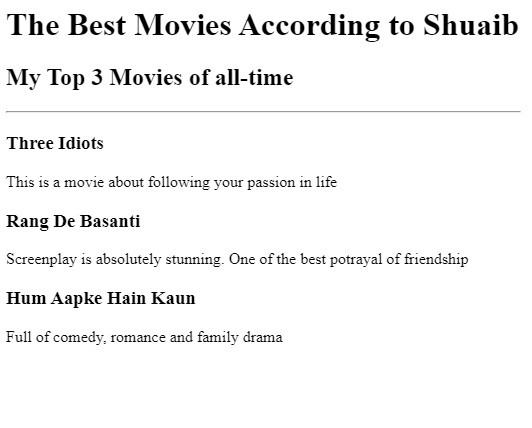 The Best Movies According to Shuaib
My Top 3 Movies of all-time
Three Idiots
This is a movie about following your passion in life
Rang De Basanti
Screenplay is absolutely stunning. One of the best potrayal of friendship
Hum Aapke Hain Kaun
Full of comedy, romance and family drama